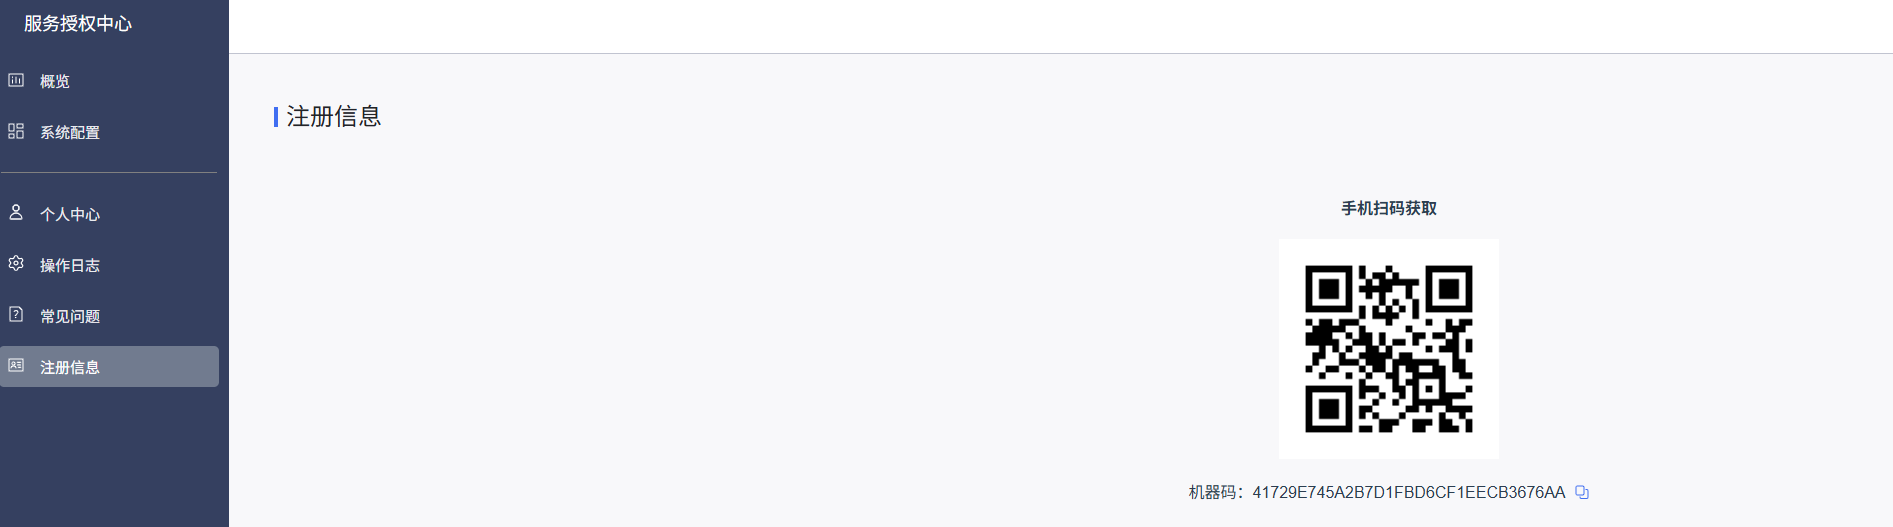 服务授权中心
概览
系统配置
个人中心
操作日志
常见问题
注册信息
注册信息
手机扫码获取
机器码：41729E745A2B7D1FBD6CF1EECB3676AA